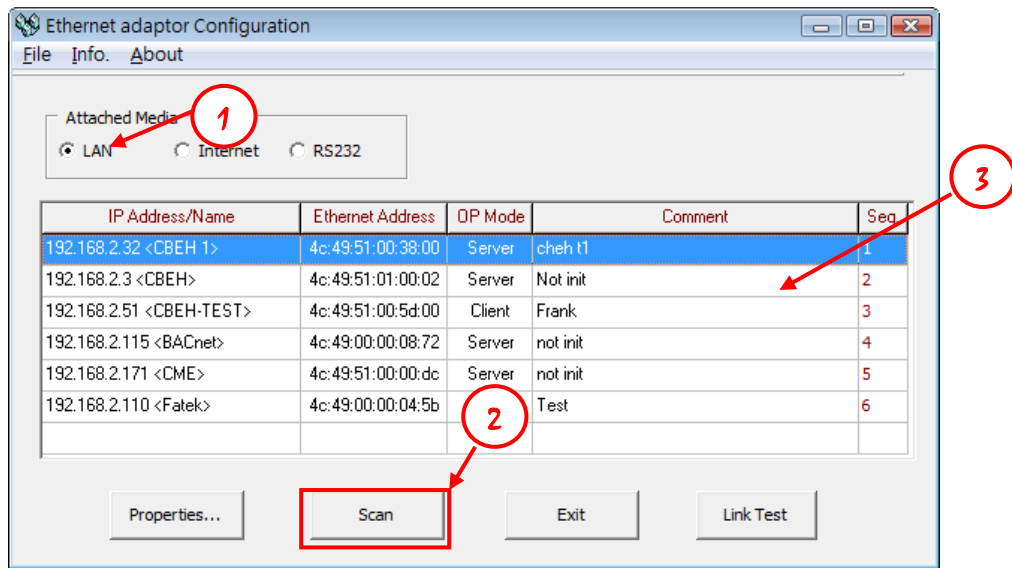 Ethernet adaptor Configuration
File Info. About
Attached Media
1
LAN Internet RS232
3
IP Address/Name Ethernet Address OP Mode Comment Seq
192.168.2.32 <CBEH 1> 4c:49:51:00:38:00 Server cheh t1 1
192.168.2.3 <CBEH> 4c:49:51:01:00:02 Server Not init 2
192.168.2.51 <CBEH-TEST> 4c:49:51:00:5d:00 Client Frank 3
192.168.2.115 <BACnet> 4c:49:00:00:08:72 Server not init 4
192.168.2.171 <CME> 4c:49:51:00:00:dc Server not init 5
192.168.2.110 <Fatek> 4c:49:00:00:04:5b Test 6
2
Properties... Scan Exit Link Test